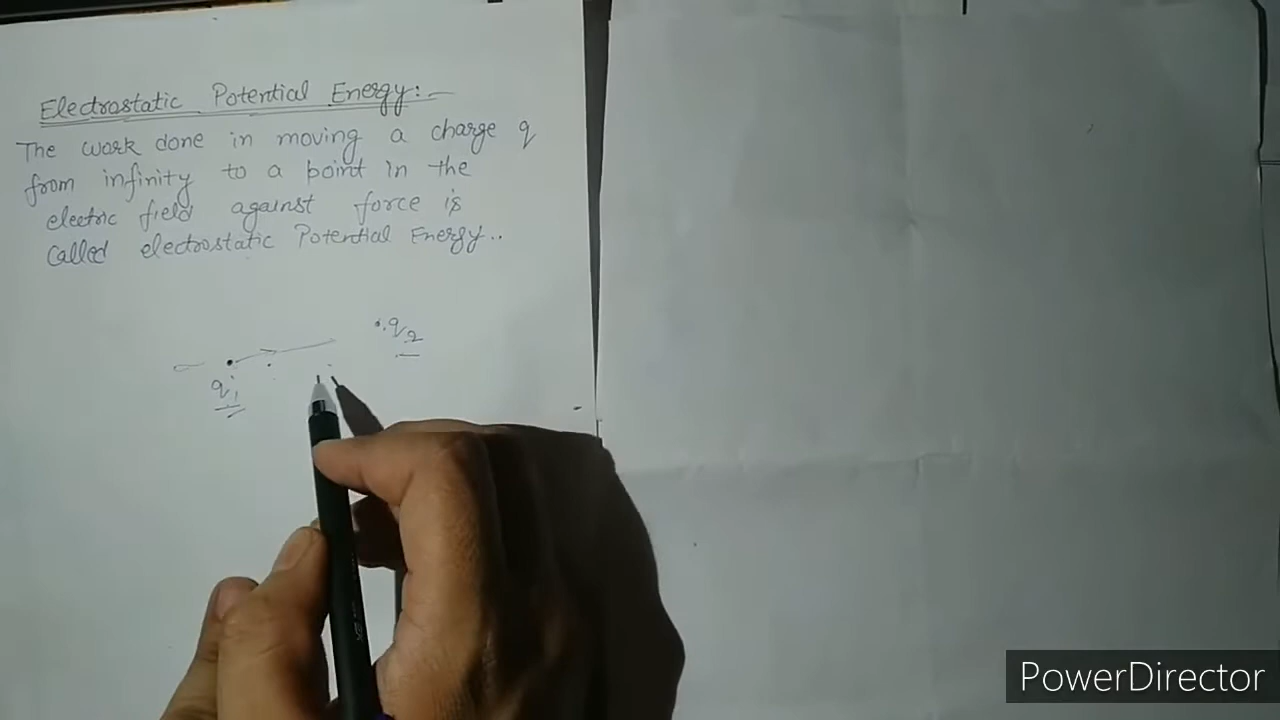 Electrostatic Potential Energy:-
The work done in moving a charge q
from infinity to a point in the
electric field against force is
called electrostatic Potential Energy..
.q2
q1
PowerDirector